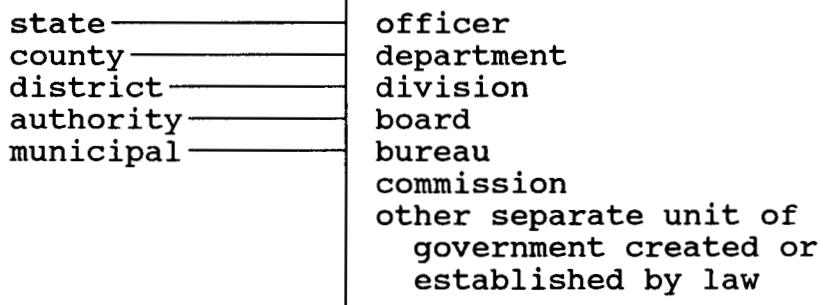 state officer
county department
district division
authority board
municipal bureau
commission
other separate unit of
government created or
established by law